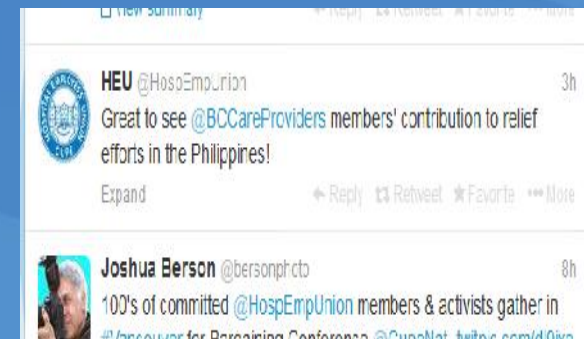 View summary Reply Retweet Favorite More
HEU @HospEmpUnion 3h
Great to see @BCCareProviders members' contribution to relief
efforts in the Philippines!
Expand Reply Retweet Favorite More
Joshua Berson @bersonphoto 8h
100's of committed @HospEmpUnion members & activists gather in
#Vancouver for Bargaining Conference @CupeNat